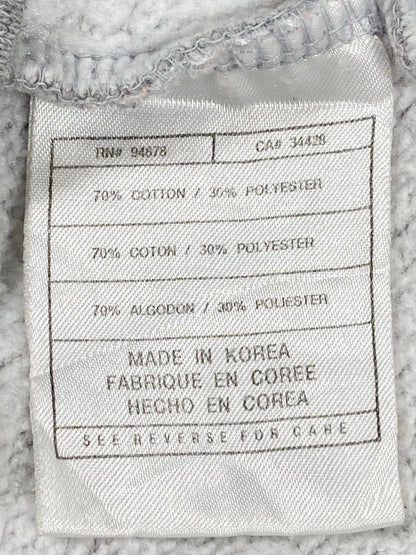 RN# 94878 CA# 34428
70% COTTON / 30% POLYESTER
70% COTON / 30% POLYESTER
70% ALGODON / 30% POLIESTER
MADE IN KOREA
FABRIQUE EN COREE
HECHO EN COREA
SEE REVERSE FOR CARE